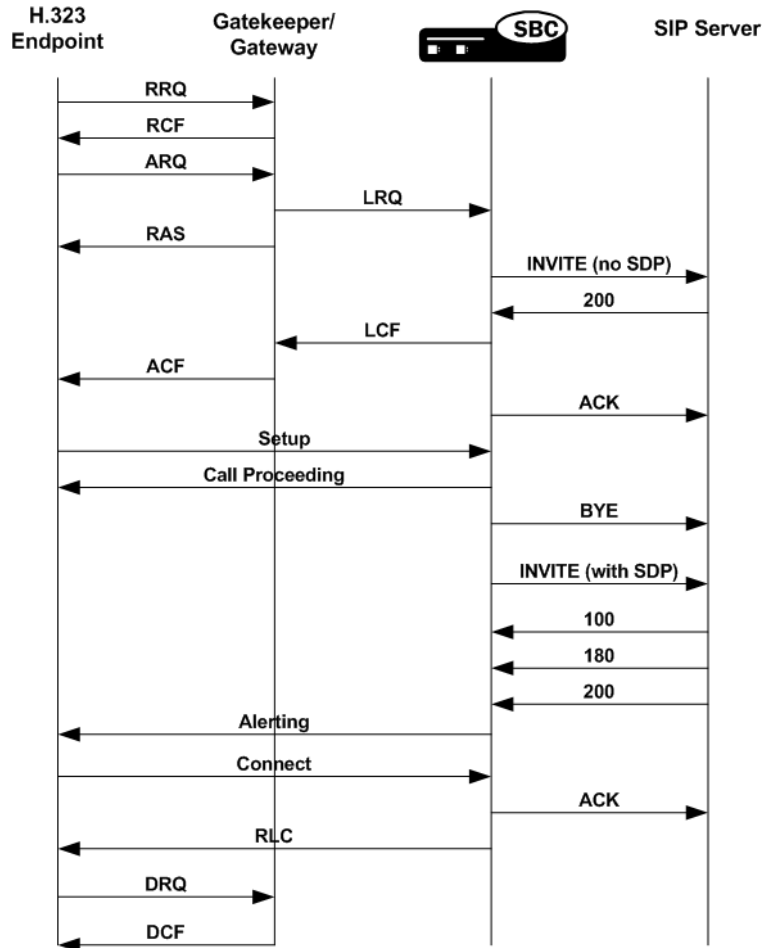 H.323
Endpoint
Gatekeeper/
Gateway
SBC
SIP Server
RRQ
RCF
ARQ
LRQ
RAS
INVITE (no SDP)
200
LCF
ACF
ACK
Setup
Call Proceeding
BYE
INVITE (with SDP)
100
180
200
Alerting
Connect
ACK
RLC
DRQ
DCF